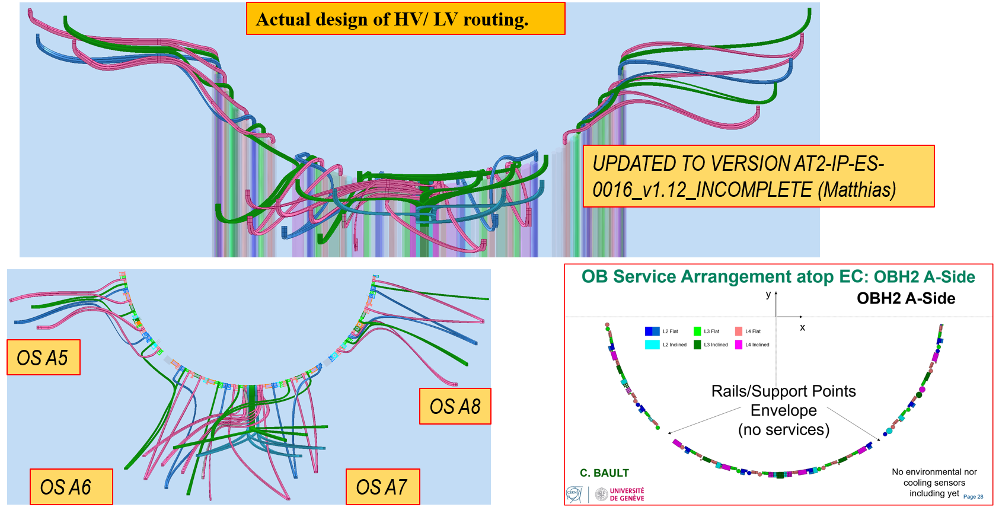 Actual design of HV/ LV routing.
UPDATED TO VERSION AT2-IP-ES-
0016_v1.12_INCOMPLETE (Matthias)
OS A5
OS A6
OS A7
OS A8
OB Service Arrangement atop EC: OBH2 A-Side
OBH2 A-Side
y
x
L2 Flat
L3 Flat
L4 Flat
L2 Inclined
L3 Inclined
L4 Inclined
Rails/Support Points
Envelope
(no services)
C. BAULT
No environmental nor
cooling sensors
including yet
Page 28
CERN
UNIVERSITÉ
DE GENÈVE